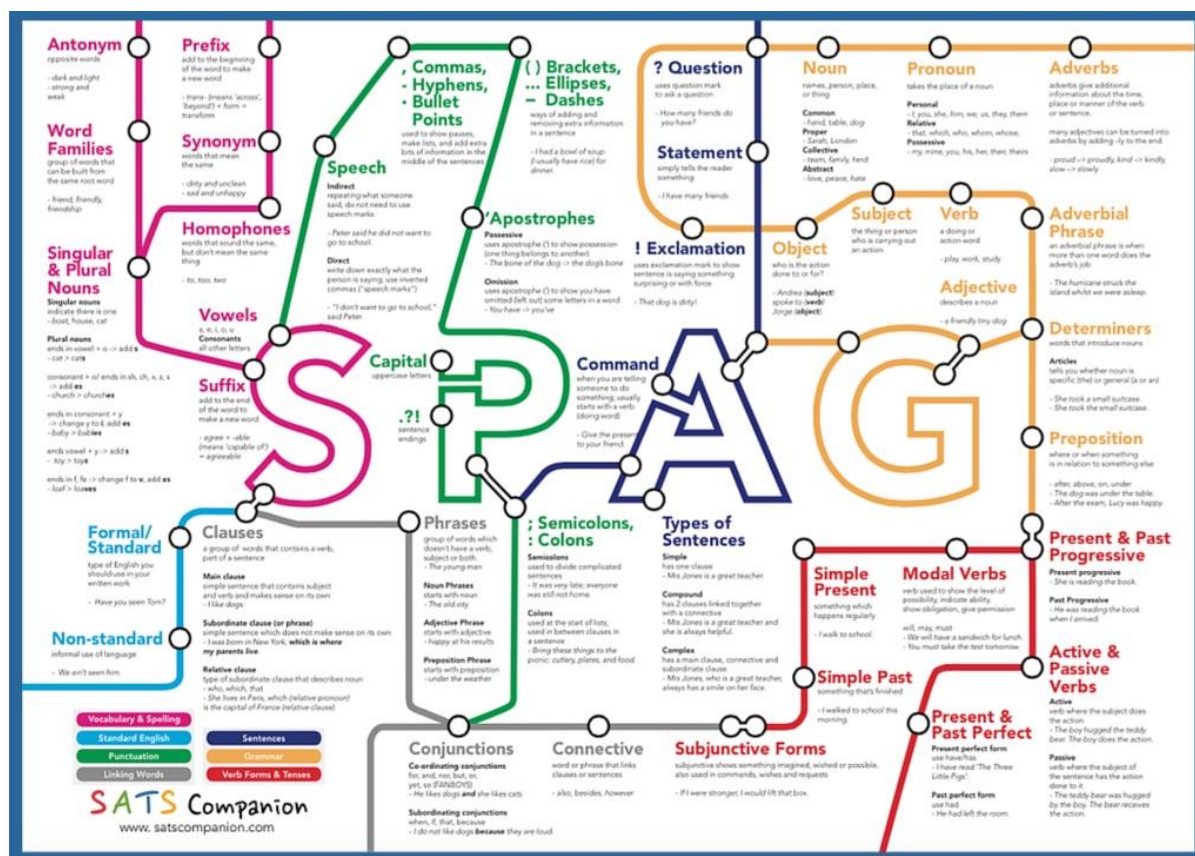 Antonym
opposite words
- dark and light
- strong and
weak
Word
Families
group of words that
can be built from
the same root word
- friend, friendly,
friendship
Singular
& Plural
Nouns
Singular nouns
indicate there is one
- boat, house, cat
Plural nouns
ends in vowel + o -> add s
- cat > cats
consonant + o/ ends in sh, ch, x, z, s
-> add es
- church > churches
ends in consonant + y
-> change y to i, add es
- baby > babies
ends vowel + y -> add s
- toy > toys
ends in f, fe -> change f to v, add es
- loaf > loaves
Prefix
add to the beginning
of the word to make
a new word
- trans- (means 'across',
'beyond') + form =
transform
Synonym
words that mean
the same
- dirty and unclean
- sad and unhappy
Homophones
words that sound the same,
but don't mean the same
thing
- to, too, two
Vowels
a, e, i, o, u
Consonants
all other letters
Suffix
add to the end
of the word to
make a new word
- agree + -able
(means 'capable of')
= agreeable
Speech
Indirect
repeating what someone
said, do not need to use
speech marks
- Peter said he did not want to
go to school.
Direct
write down exactly what the
person is saying, use inverted
commas ("speech marks")
- "I don't want to go to school,"
said Peter.
, Commas,
- Hyphens,
· Bullet
Points
used to show pauses,
make lists, and add extra
bits of information in the
middle of the sentences
( ) Brackets,
... Ellipses,
– Dashes
ways of adding and
removing extra information
in a sentence
- I had a bowl of soup
(I usually have rice) for
dinner.
'Apostrophes
Possessive
uses apostrophe (') to show possession
(one thing belongs to another)
- The bone of the dog -> the dog's bone
Omission
uses apostrophe (') to show you have
omitted (left out) some letters in a word
- You have -> you've
Capital
uppercase letters
.?!
sentence
endings
? Question
uses question mark
to ask a question
- How many friends do
you have?
Statement
simply tells the reader
something
- I have many friends.
! Exclamation
uses exclamation mark to show
sentence is saying something
surprising or with force
- That dog is dirty!
Command
when you are telling
someone to do
something, usually
starts with a verb
(doing word)
- Give the present
to your friend.
Noun
names, person, place,
or thing
Common
- hand, table, dog
Proper
- Sarah, London
Collective
- team, family, herd
Abstract
- love, peace, hate
Pronoun
takes the place of a noun
Personal
- I, you, she, him, we, us, they, them
Relative
- that, which, who, whom, whose,
Possessive
- my, mine, you, his, her, their, theirs
Adverbs
adverbs give additional
information about the time,
place or manner of the verb
or sentence.
many adjectives can be turned into
adverbs by adding -ly to the end
- proud -> proudly, kind -> kindly,
slow -> slowly
Object
who is the action
done to or for?
- Andrea (subject)
spoke to (verb)
Jorge (object)
Subject
the thing or person
who is carrying out
an action
Verb
a doing or
action word
- play, work, study
Adjective
describes a noun
- a friendly tiny dog
Adverbial
Phrase
an adverbial phrase is when
more than one word does the
adverb's job.
- The hurricane struck the
island whilst we were asleep.
Determiners
words that introduce nouns
Articles
tells you whether noun is
specific (the) or general (a or an)
- She took a small suitcase.
- She took the small suitcase.
Preposition
where or when something
is in relation to something else
- after, above, on, under
- The dog was under the table.
- After the exam, Lucy was happy.
SPAG
Formal/
Standard
type of English you
should use in your
written work
- Have you seen Tom?
Non-standard
informal use of language
- We ain't seen him.
Clauses
a group of words that contains a verb,
part of a sentence
Main clause
simple sentence that contains subject
and verb and makes sense on its own
- I like dogs.
Subordinate clause (or phrase)
simple sentence which does not make sense on its own
- I was born in New York, which is where
my parents live.
Relative clause
type of subordinate clause that describes noun
- who, which, that
- She lives in Paris, which (relative pronoun)
is the capital of France (relative clause)
Phrases
group of words which
doesn't have a verb,
subject or both.
- The young man
Noun Phrases
starts with noun
- The old city
Adjective Phrase
starts with adjective
- happy at his results
Preposition Phrase
starts with preposition
- under the weather
; Semicolons,
: Colons
Semicolons
used to divide complicated
sentences
- It was very late; everyone
was still not home
Colons
used at the start of lists;
used in between clauses in
a sentence
- Bring these things to the
picnic: cutlery, plates, and food.
Types of
Sentences
Simple
has one clause
- Mrs Jones is a great teacher
Compound
has 2 clauses linked together
with a connective
- Mrs Jones is a great teacher and
she is always helpful.
Complex
has a main clause, connective and
subordinate clause
- Mrs Jones, who is a great teacher,
always has a smile on her face.
Simple
Present
something which
happens regularly
- I walk to school.
Simple Past
something that's finished
- I walked to school this
morning.
Modal Verbs
verb used to show the level of
possibility, indicate ability,
show obligation, give permission
will, may, must
- We will have a sandwich for lunch.
- You must take the test tomorrow.
Present & Past
Progressive
Present progressive
- She is reading the book.
Past Progressive
- He was reading the book
when I arrived.
Active &
Passive
Verbs
Active
verb where the subject does
the action
- The boy hugged the teddy
bear. The boy does the action.
Passive
verb where the subject of
the sentence has the action
done to it
- The teddy bear was hugged
by the boy. The bear receives
the action.
Present &
Past Perfect
Present perfect form
use have/has
- I have read 'The Three
Little Pigs'.
Past perfect form
use had
- He had left the room.
Conjunctions
Co-ordinating conjunctions
for, and, nor, but, or,
yet, so (FANBOYS)
- He likes dogs and she likes cats.
Subordinating conjunctions
when, if, that, because
- I do not like dogs because they are loud
Connective
word or phrase that links
clauses or sentences
- also, besides, however
Subjunctive Forms
subjunctive shows something imagined, wished or possible.
also used in commands, wishes and requests
- If I were stronger, I would lift that box.
Vocabulary & Spelling
Standard English
Punctuation
Linking Words
Sentences
Grammar
Verb Forms & Tenses
SATS Companion
www. satscompanion.com